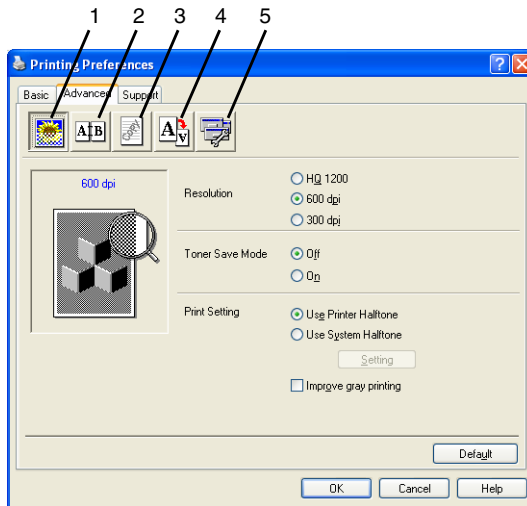 1 2 3 4 5
Printing Preferences
Basic Advanced Support
A B COPY A A
600 dpi
Resolution
HQ 1200
600 dpi
300 dpi
Toner Save Mode
Off
On
Print Setting
Use Printer Halftone
Use System Halftone
Setting
Improve gray printing
Default
OK Cancel Help